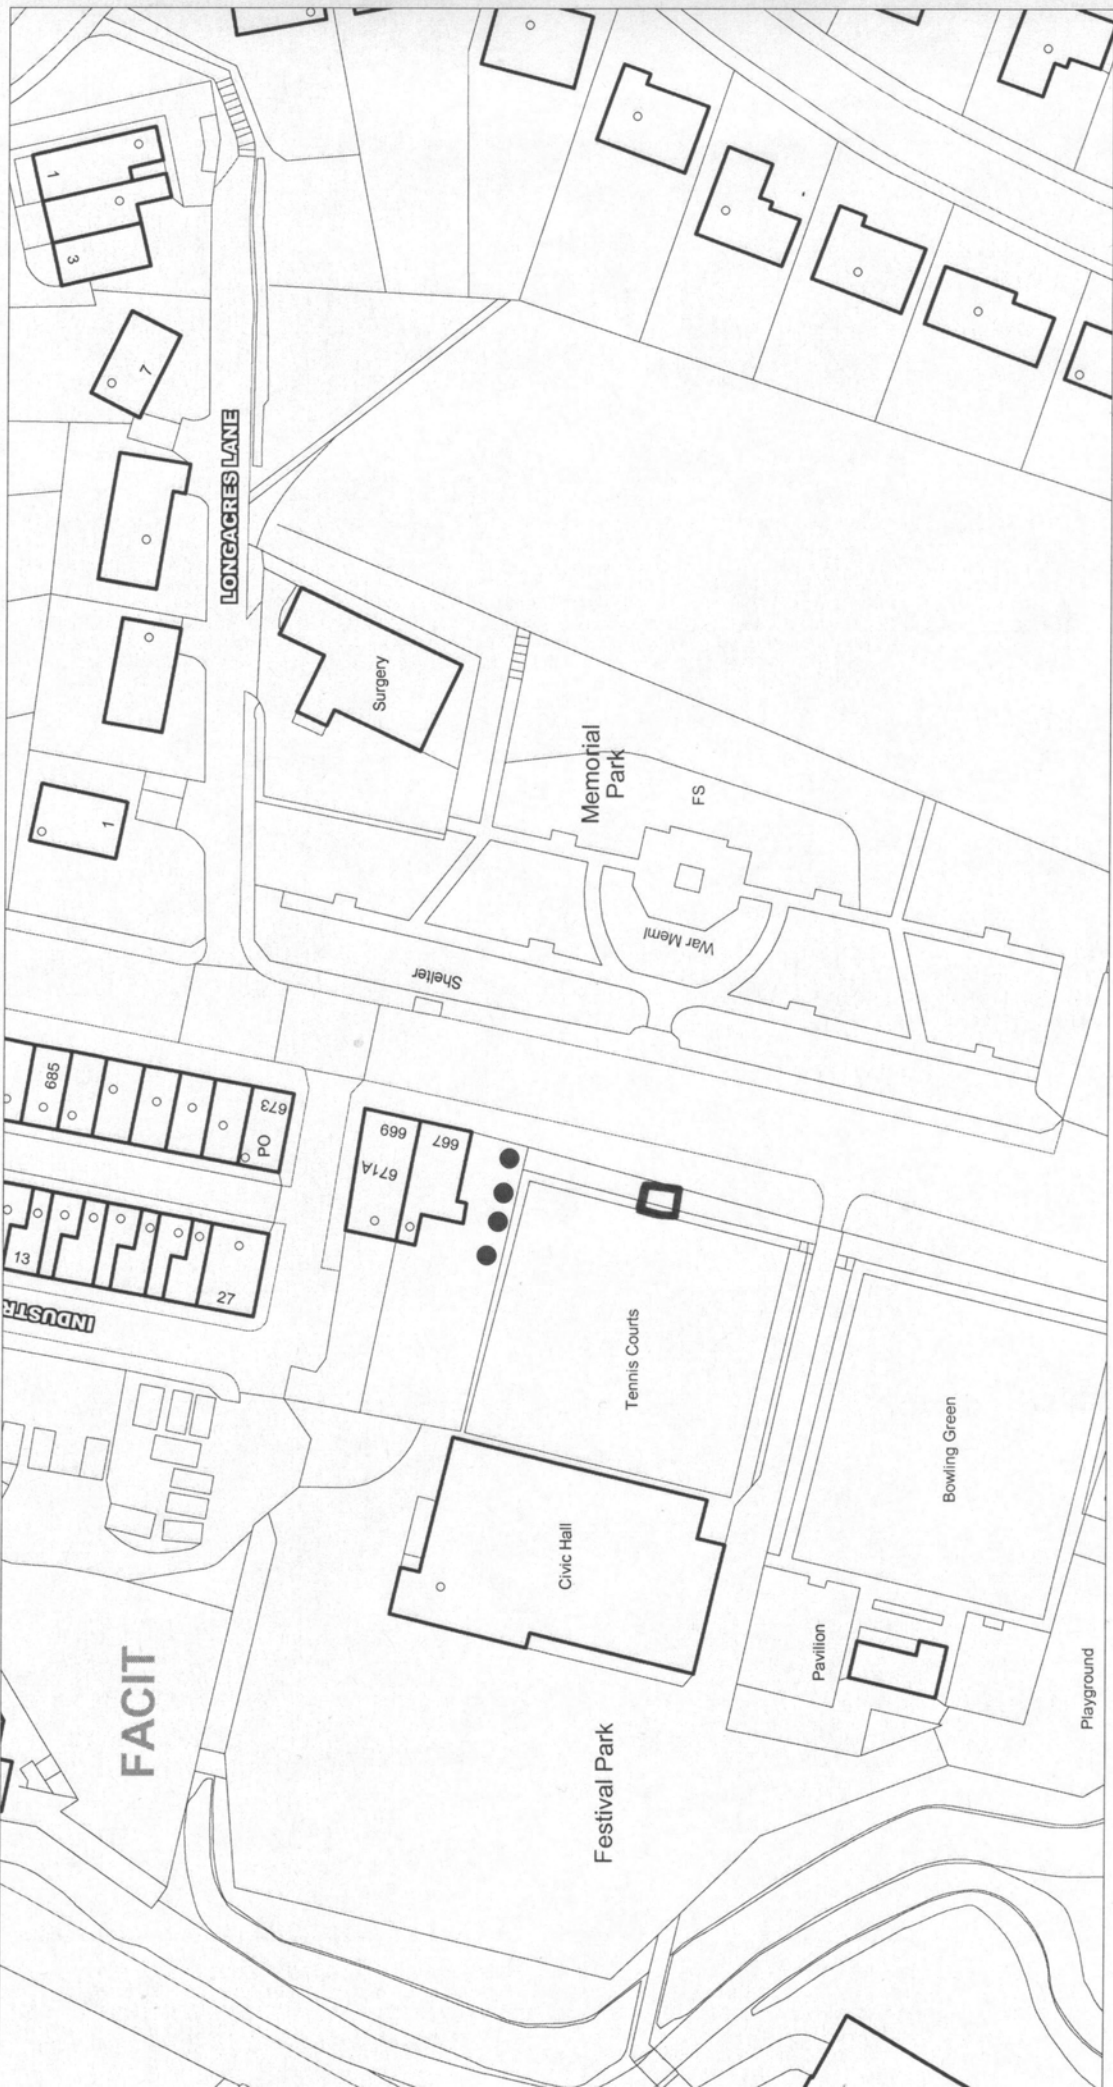 1
3
7
LONGACRES LANE
Surgery
Memorial
Park
FS
1
War Meml
Shelter
685
673
PO
669
671A
667
13
27
INDUSTR
Tennis Courts
Bowling Green
Civic Hall
Pavilion
FACIT
Playground
Festival Park